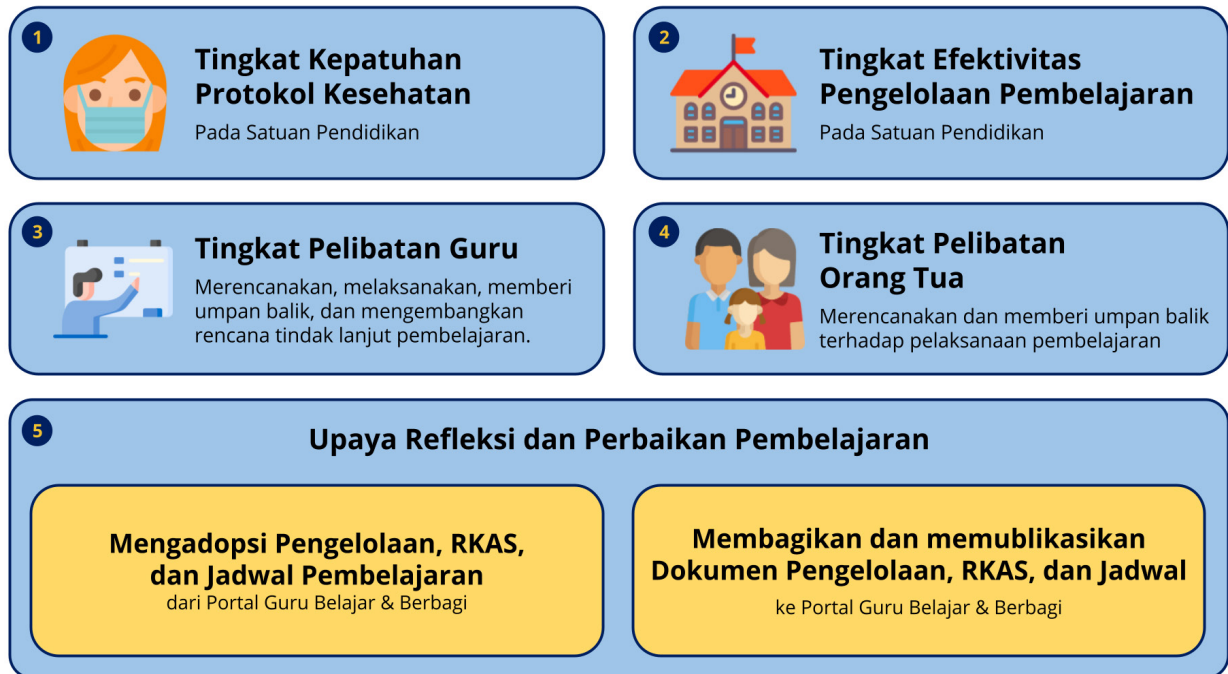 1
Tingkat Kepatuhan
Protokol Kesehatan
Pada Satuan Pendidikan
2
Tingkat Efektivitas
Pengelolaan Pembelajaran
Pada Satuan Pendidikan
3
Tingkat Pelibatan Guru
Merencanakan, melaksanakan, memberi
umpan balik, dan mengembangkan
rencana tindak lanjut pembelajaran.
4
Tingkat Pelibatan
Orang Tua
Merencanakan dan memberi umpan balik
terhadap pelaksanaan pembelajaran
5
Upaya Refleksi dan Perbaikan Pembelajaran
Mengadopsi Pengelolaan, RKAS,
dan Jadwal Pembelajaran
dari Portal Guru Belajar & Berbagi
Membagikan dan memublikasikan
Dokumen Pengelolaan, RKAS, dan Jadwal
ke Portal Guru Belajar & Berbagi